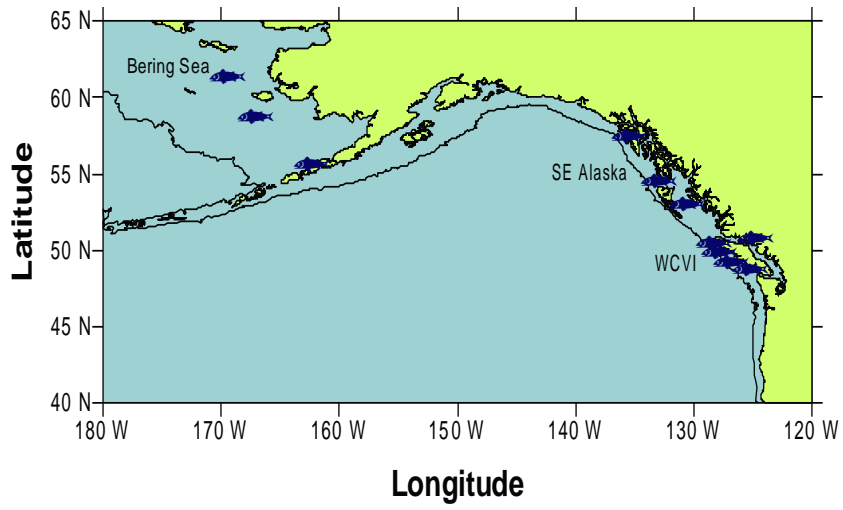 65 N
Bering Sea
60 N
55 N
SE Alaska
Latitude
50 N
WCVI
45 N
40 N
180 W 170 W 160 W 150 W 140 W 130 W 120 W
Longitude